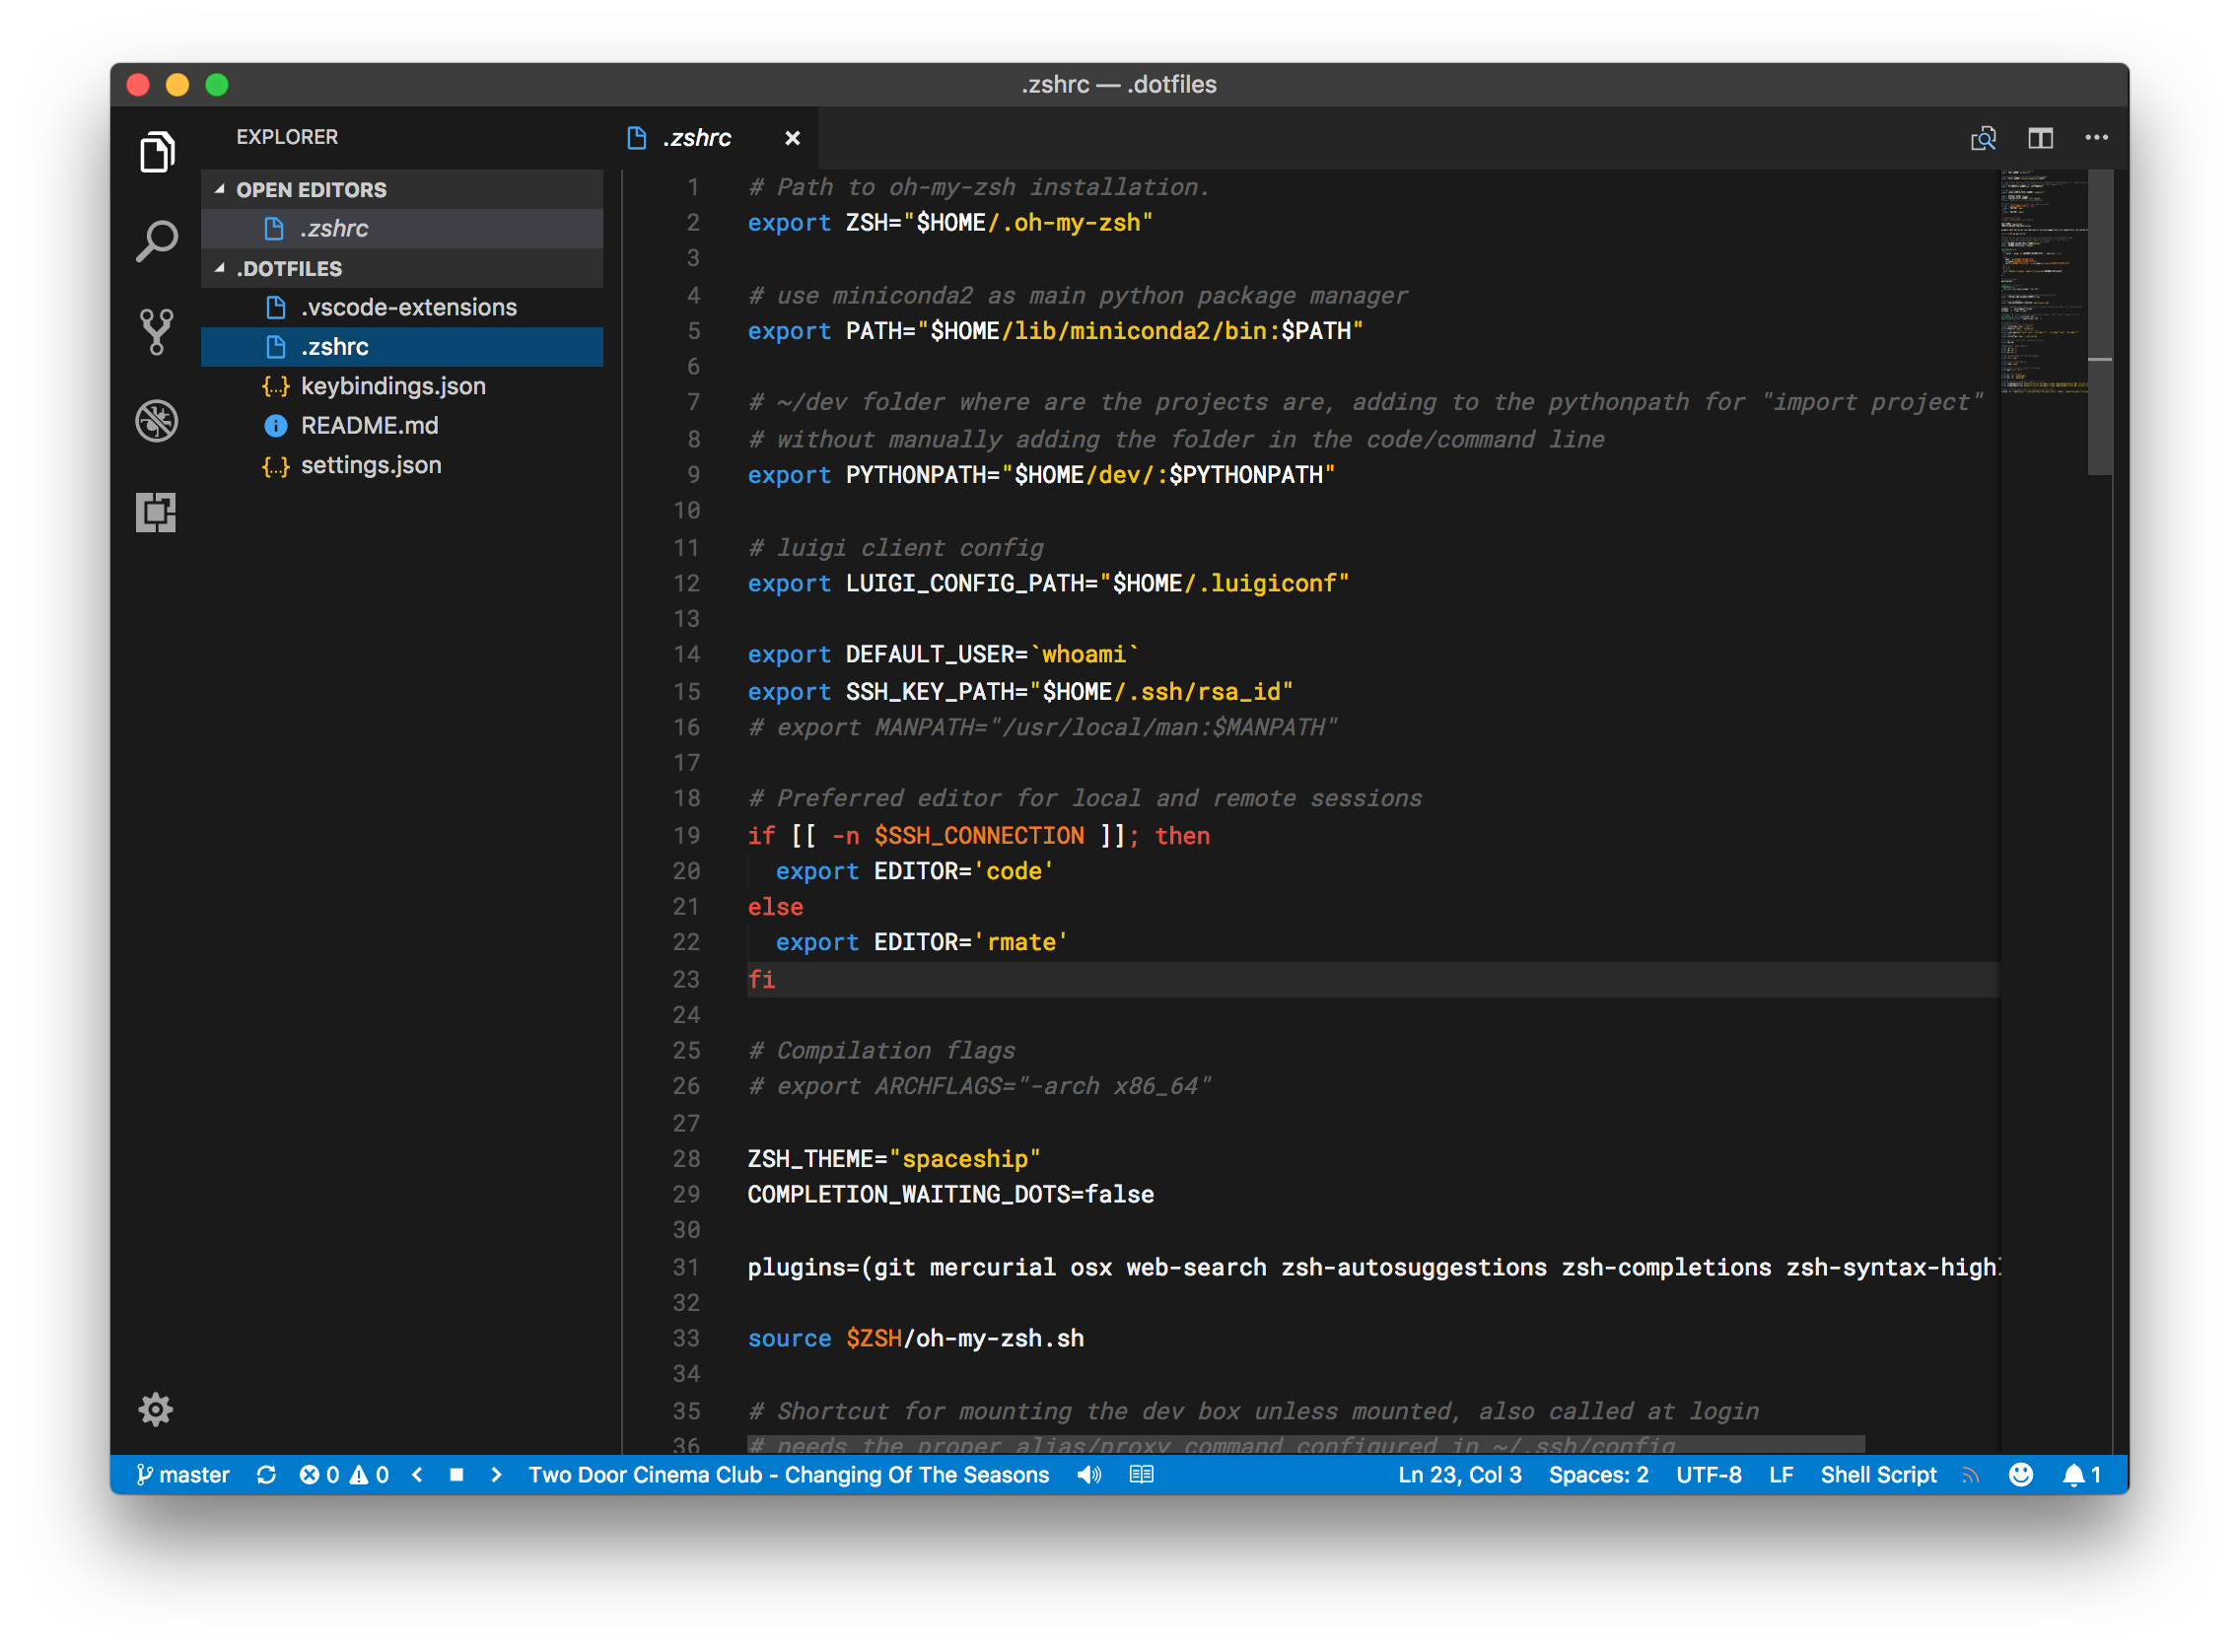 .zshrc — .dotfiles
EXPLORER
OPEN EDITORS
.zshrc
.DOTFILES
.vscode-extensions
.zshrc
{..} keybindings.json
README.md
{..} settings.json
.zshrc
1 # Path to oh-my-zsh installation.
2 export ZSH="$HOME/.oh-my-zsh"
3
4 # use miniconda2 as main python package manager
5 export PATH="$HOME/lib/miniconda2/bin:$PATH"
6
7 # ~/dev folder where are the projects are, adding to the pythonpath for "import project"
8 # without manually adding the folder in the code/command line
9 export PYTHONPATH="$HOME/dev/:$PYTHONPATH"
10
11 # luigi client config
12 export LUIGI_CONFIG_PATH="$HOME/.luigiconf"
13
14 export DEFAULT_USER=`whoami`
15 export SSH_KEY_PATH="$HOME/.ssh/rsa_id"
16 # export MANPATH="/usr/local/man:$MANPATH"
17
18 # Preferred editor for local and remote sessions
19 if [[ -n $SSH_CONNECTION ]]; then
20   export EDITOR='code'
21 else
22   export EDITOR='rmate'
23 fi
24
25 # Compilation flags
26 # export ARCHFLAGS="-arch x86_64"
27
28 ZSH_THEME="spaceship"
29 COMPLETION_WAITING_DOTS=false
30
31 plugins=(git mercurial osx web-search zsh-autosuggestions zsh-completions zsh-syntax-highl
32
33 source $ZSH/oh-my-zsh.sh
34
35 # Shortcut for mounting the dev box unless mounted, also called at login
36 # needs the proper alias/proxy command configured in ~/.ssh/config
master 0 0 Two Door Cinema Club - Changing Of The Seasons Ln 23, Col 3 Spaces: 2 UTF-8 LF Shell Script 1